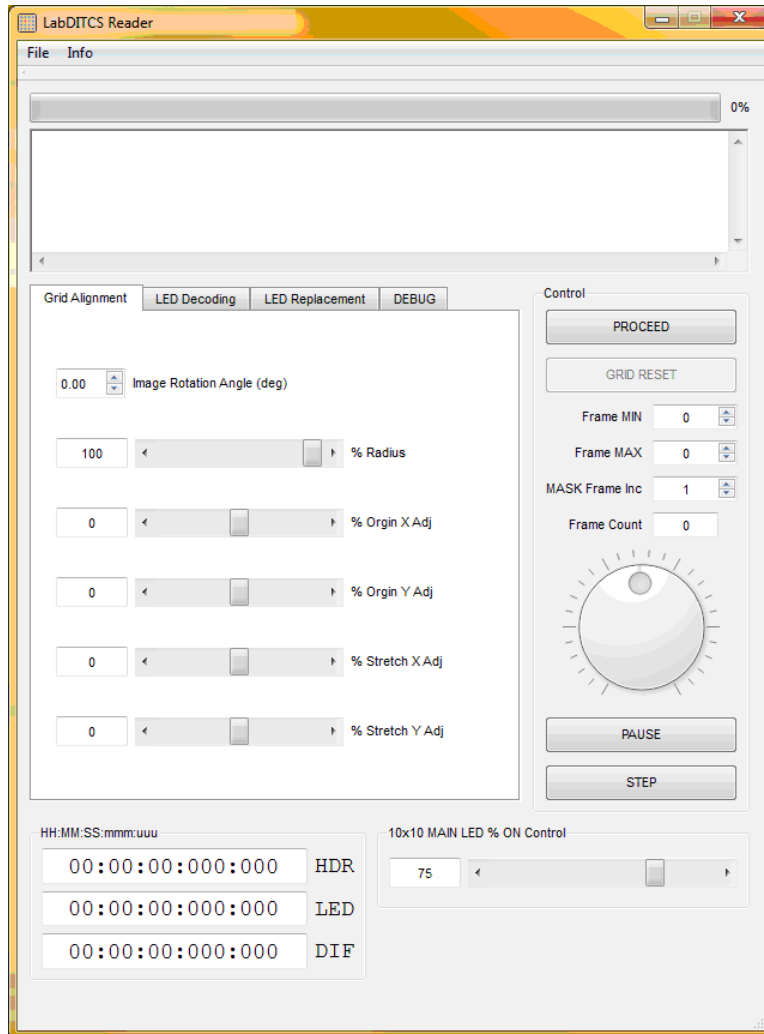 LabDITCS Reader
File Info
0%
Grid Alignment LED Decoding LED Replacement DEBUG
0.00 Image Rotation Angle (deg)
100 % Radius
0 % Orgin X Adj
0 % Orgin Y Adj
0 % Stretch X Adj
0 % Stretch Y Adj
Control
PROCEED
GRID RESET
Frame MIN 0
Frame MAX 0
MASK Frame Inc 1
Frame Count 0
PAUSE
STEP
HH:MM:SS:mmm:uuu
00:00:00:000:000 HDR
00:00:00:000:000 LED
00:00:00:000:000 DIF
10x10 MAIN LED % ON Control
75